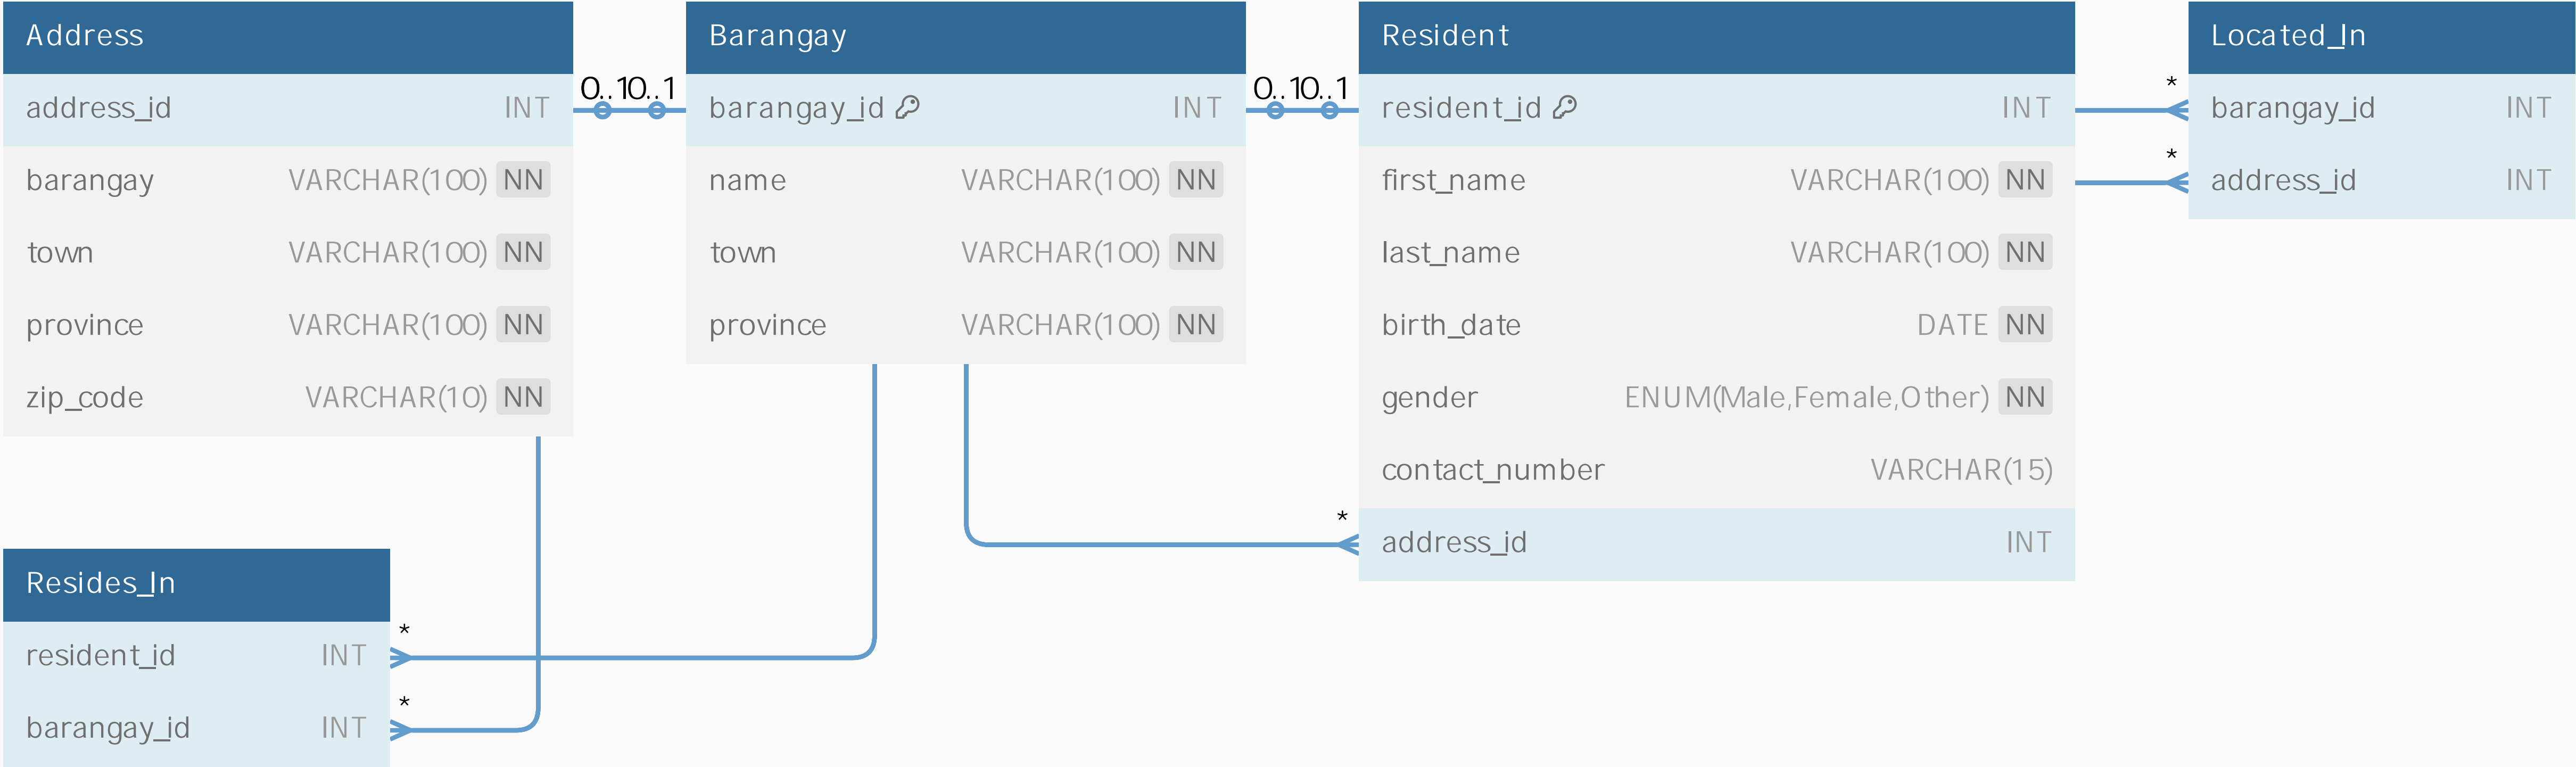 Address
address_id INT
barangay VARCHAR(100) NN
town VARCHAR(100) NN
province VARCHAR(100) NN
zip_code VARCHAR(10) NN
0..1 0..1
Barangay
barangay_id INT
name VARCHAR(100) NN
town VARCHAR(100) NN
province VARCHAR(100) NN
0..1 0..1
Resident
resident_id INT
first_name VARCHAR(100) NN
last_name VARCHAR(100) NN
birth_date DATE NN
gender ENUM(Male,Female,Other) NN
contact_number VARCHAR(15)
*
address_id INT
Located_In
*
barangay_id INT
*
address_id INT
Resides_In
*
resident_id INT
*
barangay_id INT